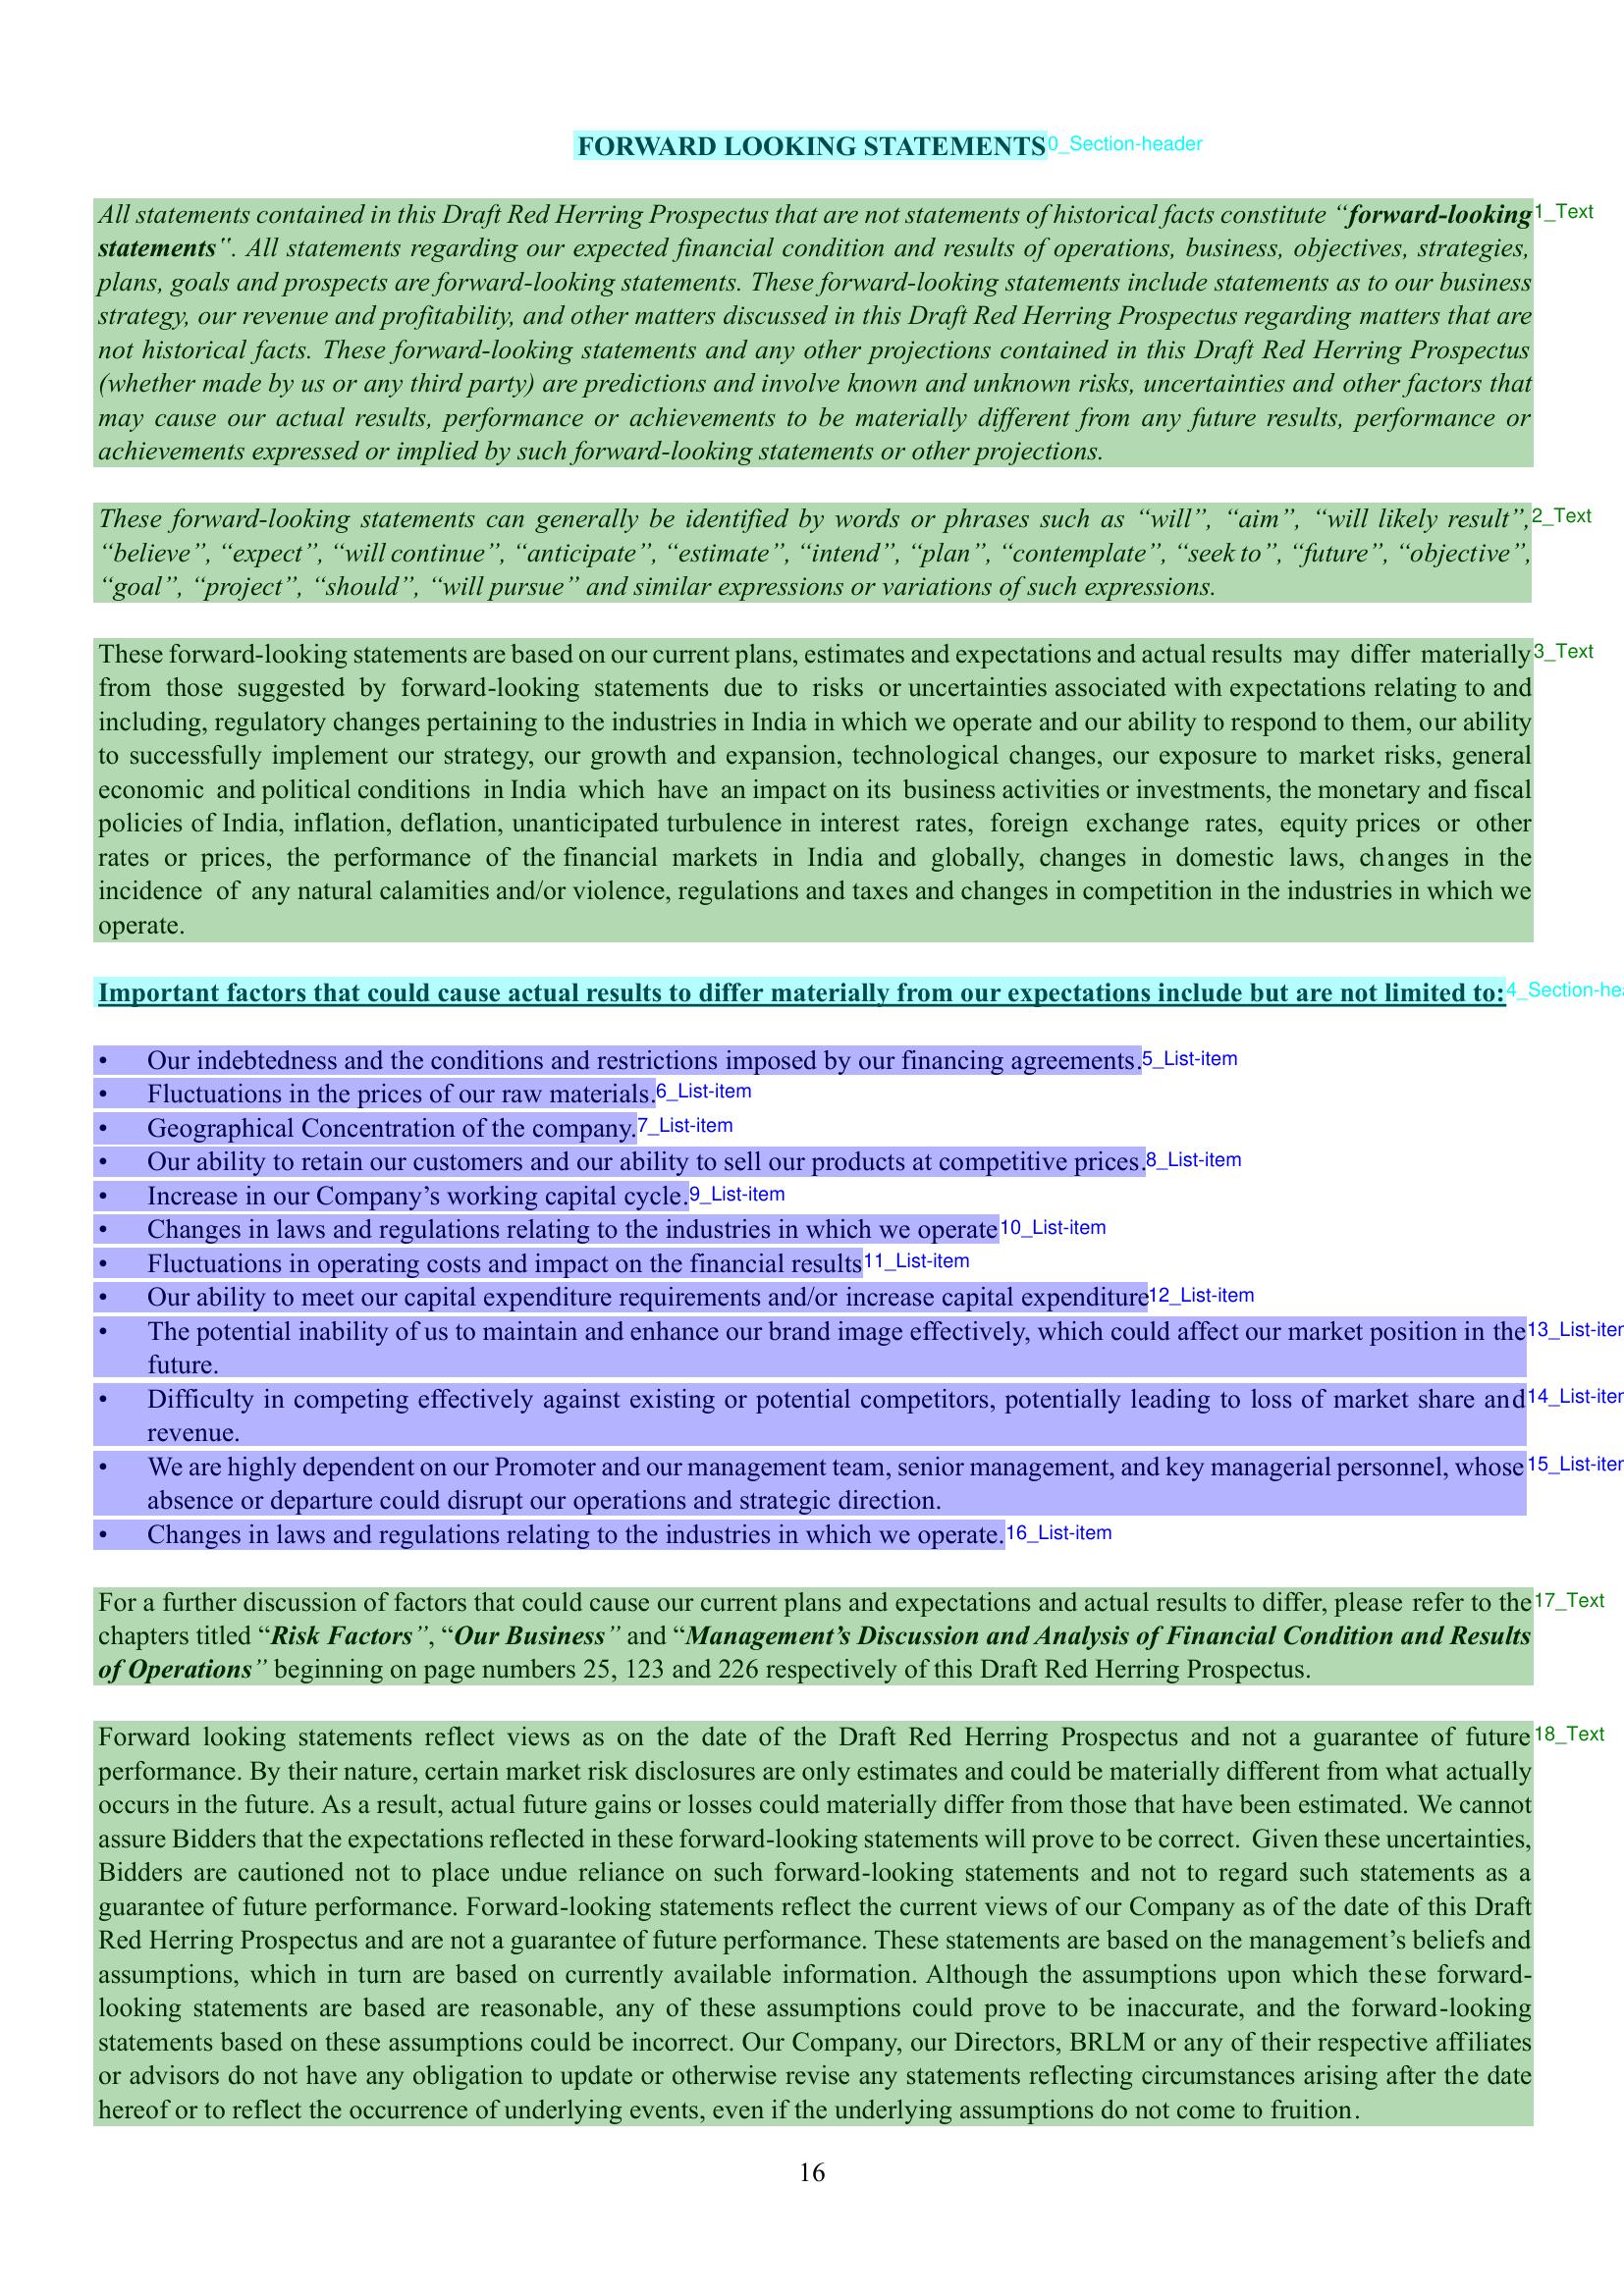 FORWARD LOOKING STATEMENTS 0_Section-header
All statements contained in this Draft Red Herring Prospectus that are not statements of historical facts constitute “forward-looking 1_Text
statements‟. All statements regarding our expected financial condition and results of operations, business, objectives, strategies,
plans, goals and prospects are forward-looking statements. These forward-looking statements include statements as to our business
strategy, our revenue and profitability, and other matters discussed in this Draft Red Herring Prospectus regarding matters that are
not historical facts. These forward-looking statements and any other projections contained in this Draft Red Herring Prospectus
(whether made by us or any third party) are predictions and involve known and unknown risks, uncertainties and other factors that
may cause our actual results, performance or achievements to be materially different from any future results, performance or
achievements expressed or implied by such forward-looking statements or other projections.
These forward-looking statements can generally be identified by words or phrases such as “will”, “aim”, “will likely result”, 2_Text
“believe”, “expect”, “will continue”, “anticipate”, “estimate”, “intend”, “plan”, “contemplate”, “seek to”, “future”, “objective”,
“goal”, “project”, “should”, “will pursue” and similar expressions or variations of such expressions.
These forward-looking statements are based on our current plans, estimates and expectations and actual results may differ materially 3_Text
from those suggested by forward-looking statements due to risks or uncertainties associated with expectations relating to and
including, regulatory changes pertaining to the industries in India in which we operate and our ability to respond to them, our ability
to successfully implement our strategy, our growth and expansion, technological changes, our exposure to market risks, general
economic and political conditions in India which have an impact on its business activities or investments, the monetary and fiscal
policies of India, inflation, deflation, unanticipated turbulence in interest rates, foreign exchange rates, equity prices or other
rates or prices, the performance of the financial markets in India and globally, changes in domestic laws, changes in the
incidence of any natural calamities and/or violence, regulations and taxes and changes in competition in the industries in which we
operate.
Important factors that could cause actual results to differ materially from our expectations include but are not limited to: 4_Section-hea
• Our indebtedness and the conditions and restrictions imposed by our financing agreements. 5_List-item
• Fluctuations in the prices of our raw materials. 6_List-item
• Geographical Concentration of the company. 7_List-item
• Our ability to retain our customers and our ability to sell our products at competitive prices. 8_List-item
• Increase in our Company’s working capital cycle. 9_List-item
• Changes in laws and regulations relating to the industries in which we operate 10_List-item
• Fluctuations in operating costs and impact on the financial results 11_List-item
• Our ability to meet our capital expenditure requirements and/or increase capital expenditure 12_List-item
• The potential inability of us to maintain and enhance our brand image effectively, which could affect our market position in the 13_List-iter
future.
• Difficulty in competing effectively against existing or potential competitors, potentially leading to loss of market share and 14_List-iter
revenue.
• We are highly dependent on our Promoter and our management team, senior management, and key managerial personnel, whose 15_List-iter
absence or departure could disrupt our operations and strategic direction.
• Changes in laws and regulations relating to the industries in which we operate. 16_List-item
For a further discussion of factors that could cause our current plans and expectations and actual results to differ, please refer to the 17_Text
chapters titled “Risk Factors”, “Our Business” and “Management’s Discussion and Analysis of Financial Condition and Results
of Operations” beginning on page numbers 25, 123 and 226 respectively of this Draft Red Herring Prospectus.
Forward looking statements reflect views as on the date of the Draft Red Herring Prospectus and not a guarantee of future 18_Text
performance. By their nature, certain market risk disclosures are only estimates and could be materially different from what actually
occurs in the future. As a result, actual future gains or losses could materially differ from those that have been estimated. We cannot
assure Bidders that the expectations reflected in these forward-looking statements will prove to be correct. Given these uncertainties,
Bidders are cautioned not to place undue reliance on such forward-looking statements and not to regard such statements as a
guarantee of future performance. Forward-looking statements reflect the current views of our Company as of the date of this Draft
Red Herring Prospectus and are not a guarantee of future performance. These statements are based on the management’s beliefs and
assumptions, which in turn are based on currently available information. Although the assumptions upon which these forward-
looking statements are based are reasonable, any of these assumptions could prove to be inaccurate, and the forward-looking
statements based on these assumptions could be incorrect. Our Company, our Directors, BRLM or any of their respective affiliates
or advisors do not have any obligation to update or otherwise revise any statements reflecting circumstances arising after the date
hereof or to reflect the occurrence of underlying events, even if the underlying assumptions do not come to fruition.
16